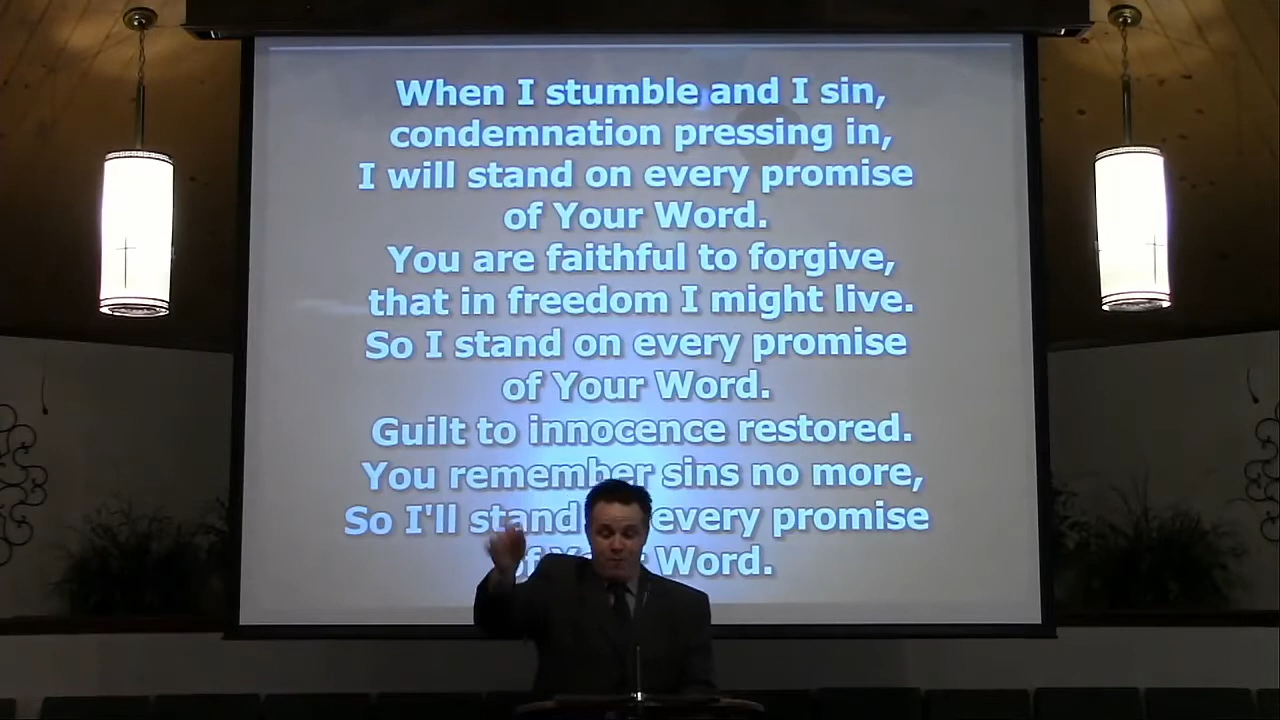 When I stumble and I sin,
condemnation pressing in,
I will stand on every promise
of Your Word.
You are faithful to forgive,
that in freedom I might live.
So I stand on every promise
of Your Word.
Guilt to innocence restored.
You remember sins no more,
So I'll stand every promise
of Word.